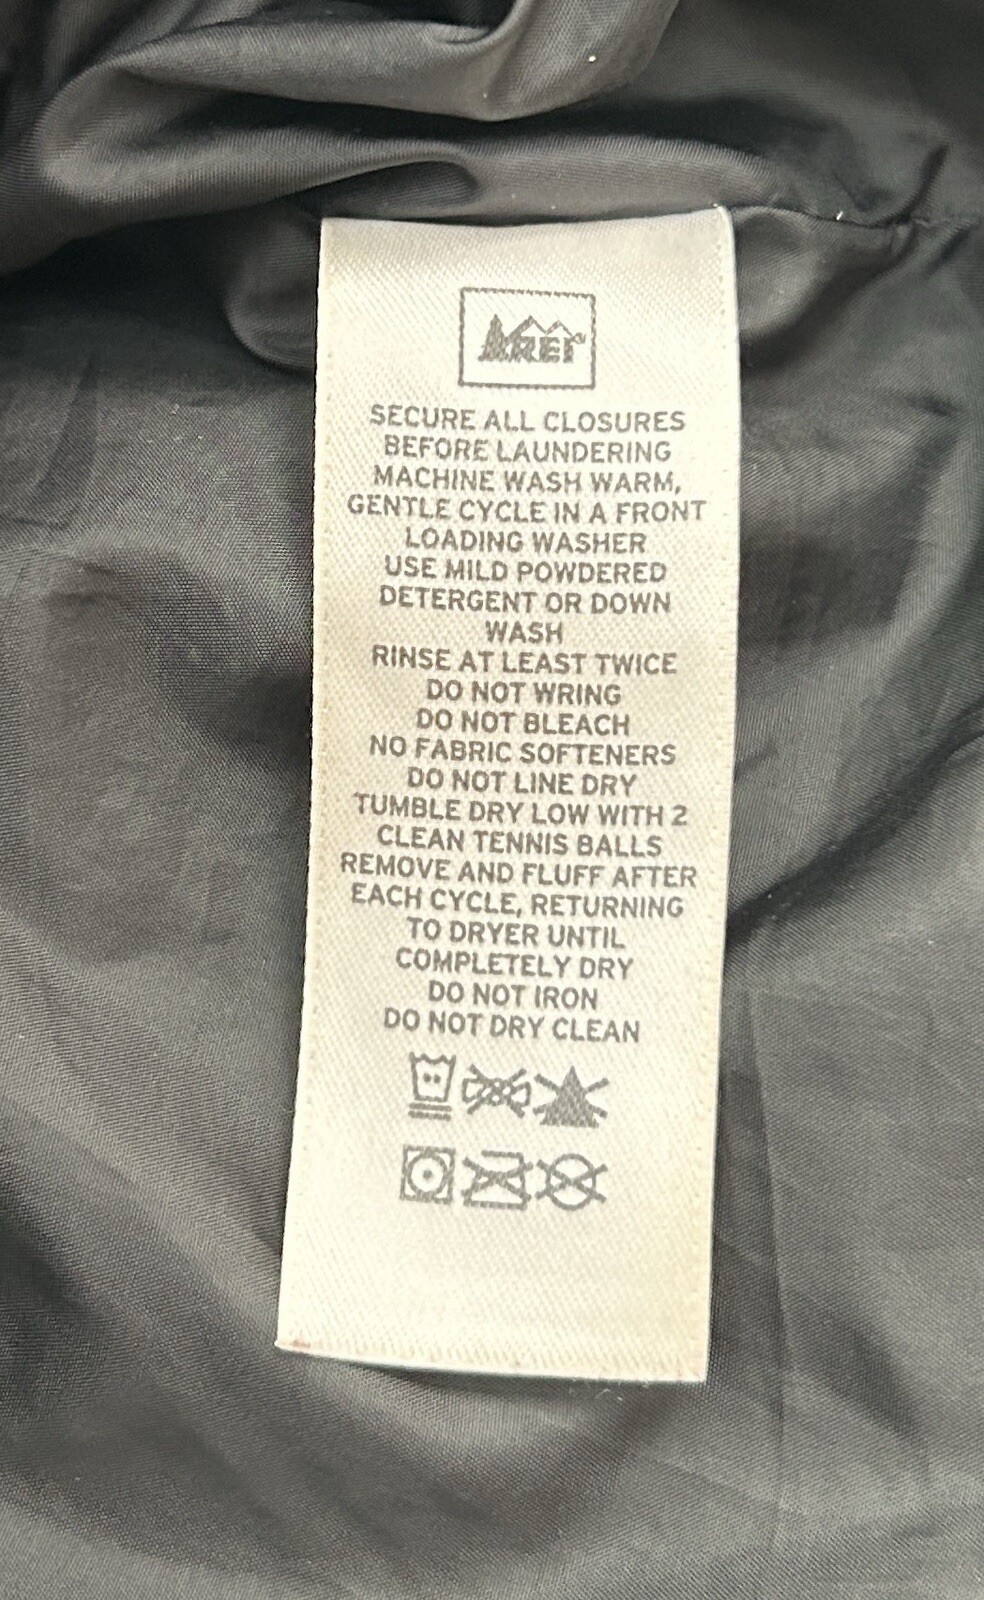 REI
SECURE ALL CLOSURES
BEFORE LAUNDERING
MACHINE WASH WARM,
GENTLE CYCLE IN A FRONT
LOADING WASHER
USE MILD POWDERED
DETERGENT OR DOWN
WASH
RINSE AT LEAST TWICE
DO NOT WRING
DO NOT BLEACH
NO FABRIC SOFTENERS
DO NOT LINE DRY
TUMBLE DRY LOW WITH 2
CLEAN TENNIS BALLS
REMOVE AND FLUFF AFTER
EACH CYCLE, RETURNING
TO DRYER UNTIL
COMPLETELY DRY
DO NOT IRON
DO NOT DRY CLEAN